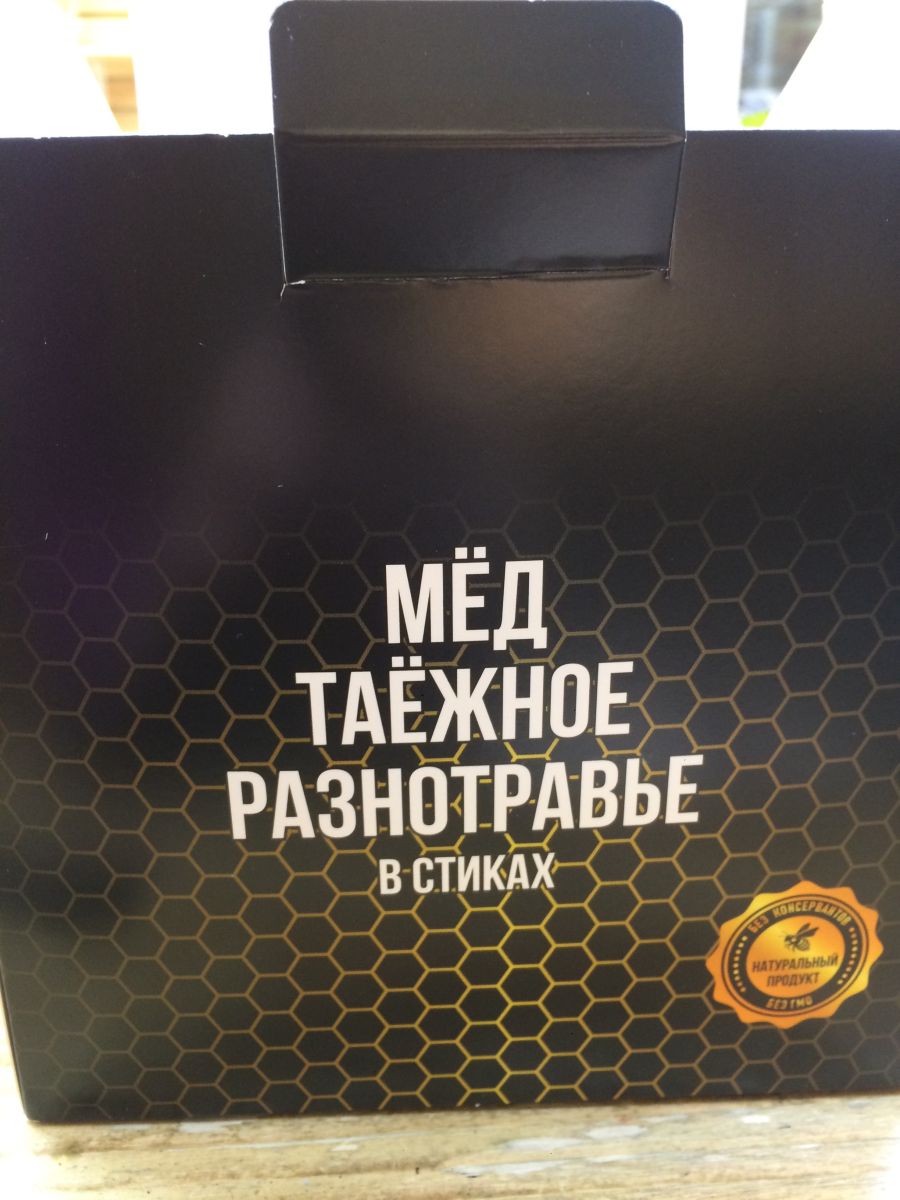 МЁД
ТАЁЖНОЕ
РАЗНОТРАВЬЕ
В СТИКАХ
БЕЗ КОНСЕРВАНТОВ
НАТУРАЛЬНЫЙ
ПРОДУКТ
БЕЗ ГМО